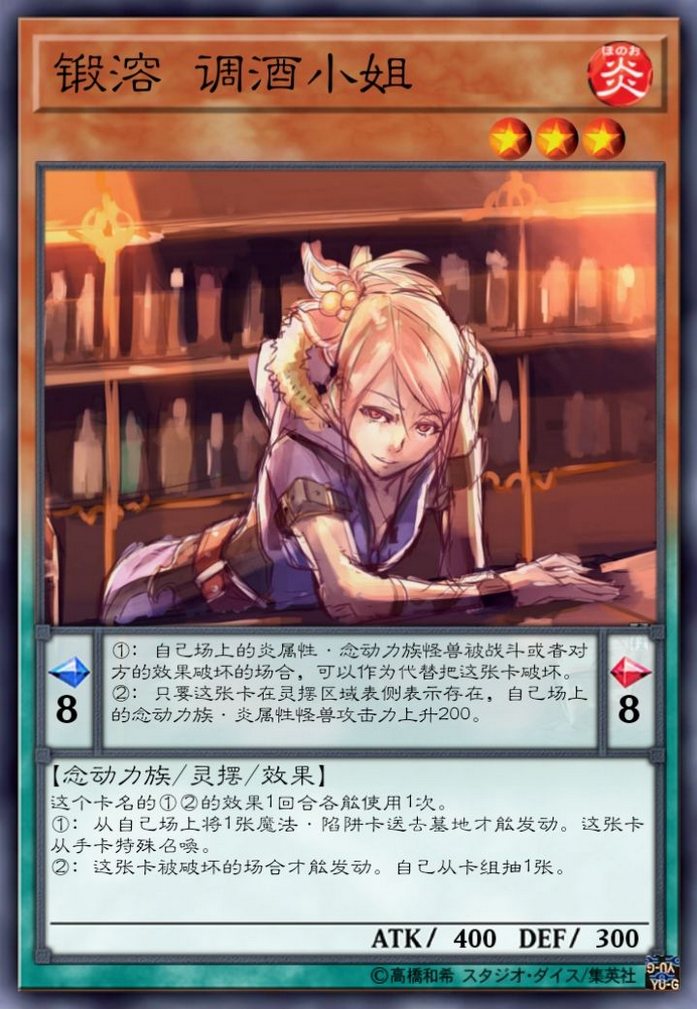 锻溶 调酒小姐
ほのお
炎
①：自己场上的炎属性·念动力族怪兽被战斗或者对
方的效果破坏的场合，可以作为代替把这张卡破坏。
②：只要这张卡在灵摆区域表侧表示存在，自己场上
的念动力族·炎属性怪兽攻击力上升200。
8
8
【念动力族/灵摆/效果】
这个卡名的①②的效果1回合各能使用1次。
①：从自己场上将1张魔法·陷阱卡送去墓地才能发动。这张卡
从手卡特殊召唤。
②：这张卡被破坏的场合才能发动。自己从卡组抽1张。
ATK/ 400 DEF/ 300
©高橋和希 スタジオ·ダイス/集英社
YU-G